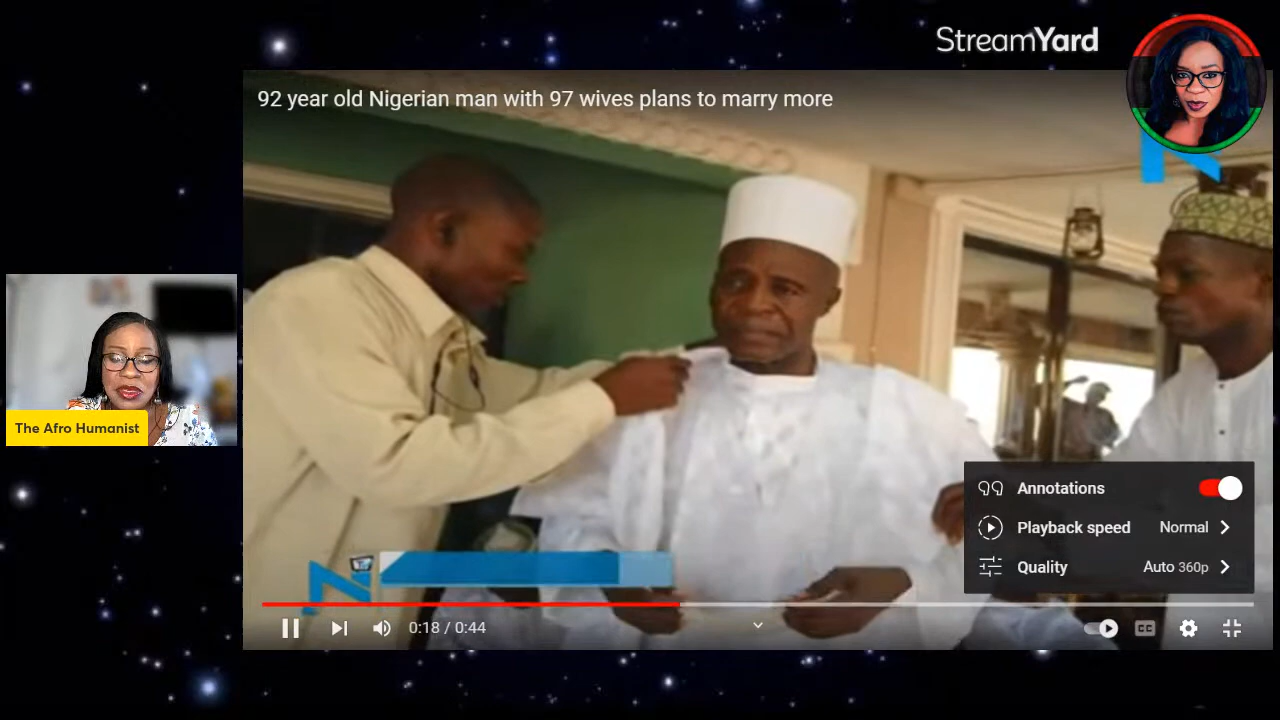 StreamYard
92 year old Nigerian man with 97 wives plans to marry more
The Afro Humanist
Annotations
Playback speed Normal
Quality Auto 360p
0:18 / 0:44
CC